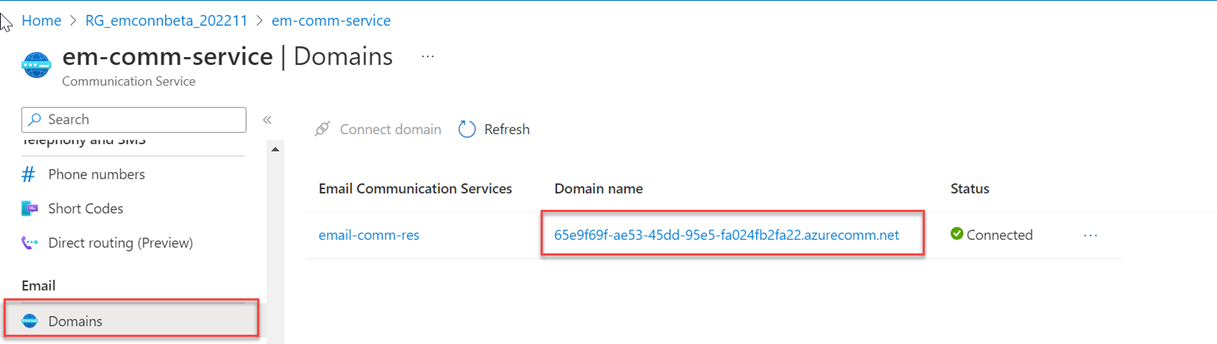 Home > RG_emconnbeta_202211 > em-comm-service
em-comm-service | Domains ...
Communication Service
Search «
Connect domain Refresh
Telephony and SMS
Phone numbers
Short Codes
Direct routing (Preview)
Email
Domains
Email Communication Services Domain name Status
email-comm-res 65e9f69f-ae53-45dd-95e5-fa024fb2fa22.azurecomm.net Connected ...